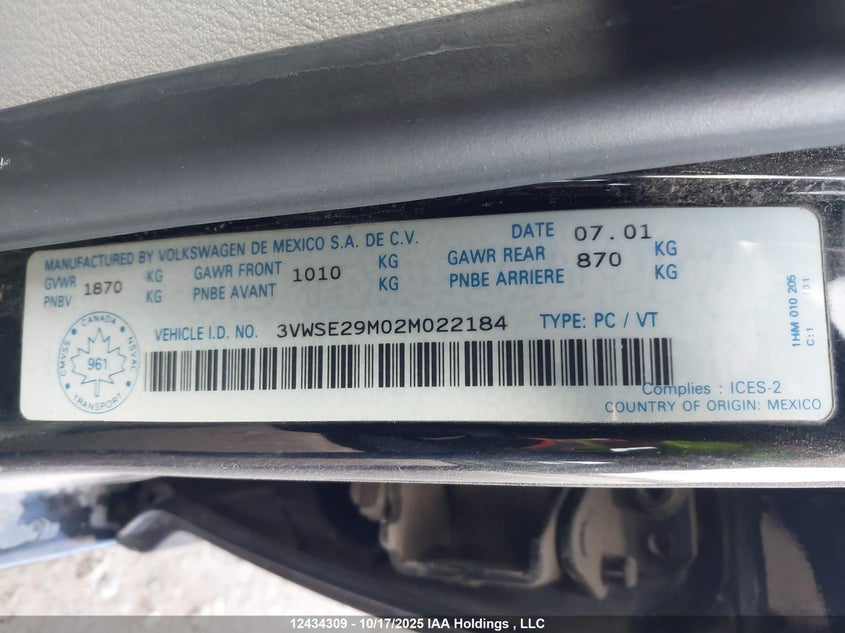 MANUFACTURED BY VOLKSWAGEN DE MEXICO S.A. DE C.V. DATE 07.01
GVWR 1870 KG GAWR FRONT 1010 KG GAWR REAR 870 KG
PNBV KG PNBE AVANT KG PNBE ARRIERE KG
VEHICLE I.D. NO. 3VWSE29M02M022184 TYPE: PC / VT
CANADA
CMVSS
NSVAC
961
TRANSPORT
Complies : ICES-2
COUNTRY OF ORIGIN: MEXICO
1HM 010 205
C:1 /01
12434309 - 10/17/2025 IAA Holdings , LLC